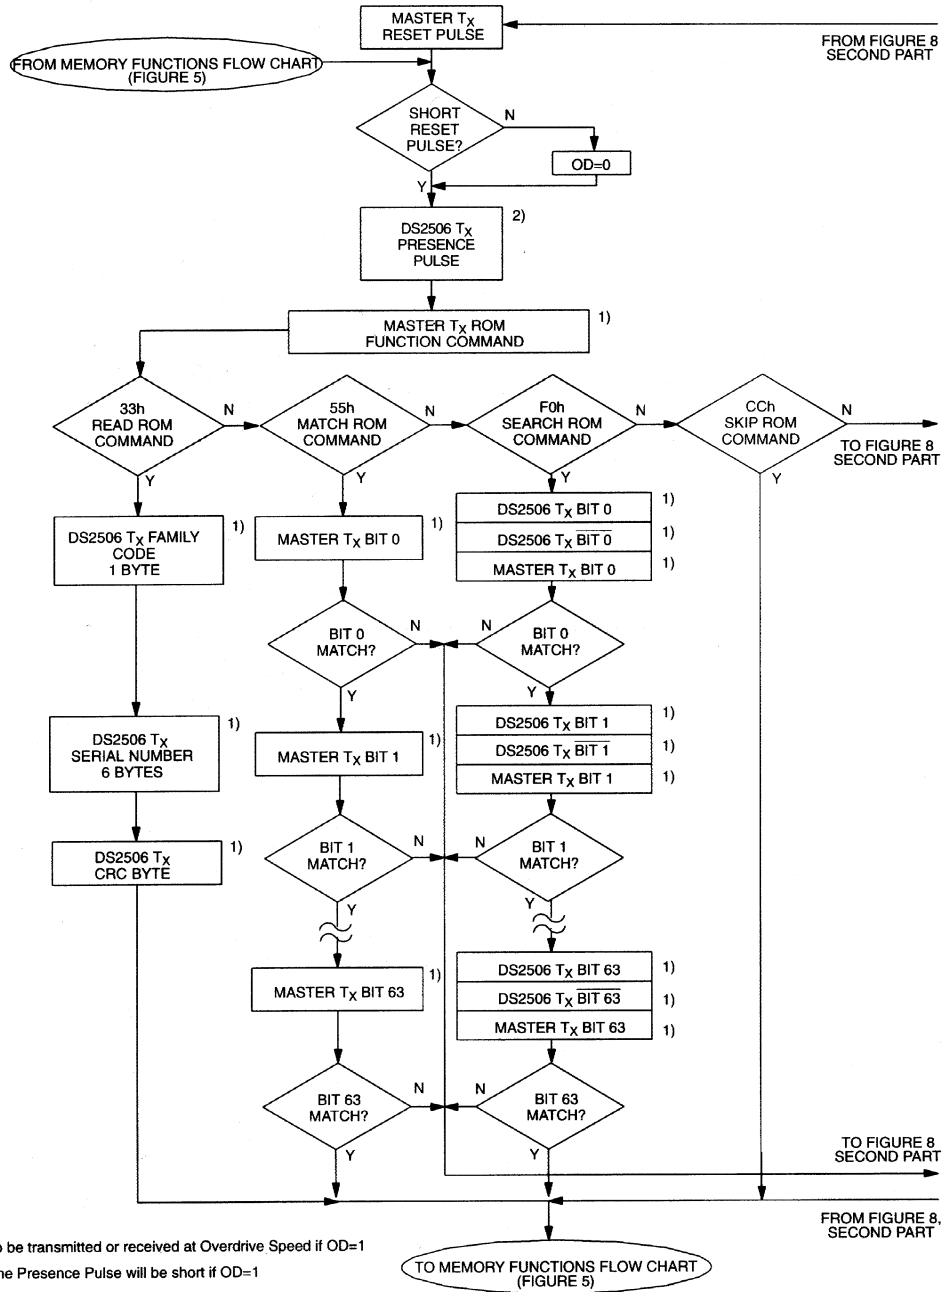 MASTER TX
RESET PULSE
FROM FIGURE 8
SECOND PART
FROM MEMORY FUNCTIONS FLOW CHART
(FIGURE 5)
SHORT
RESET
PULSE?
N
OD=0
Y
DS2506 TX
PRESENCE
PULSE
2)
MASTER TX ROM
FUNCTION COMMAND
1)
33h
READ ROM
COMMAND
N
Y
55h
MATCH ROM
COMMAND
N
Y
F0h
SEARCH ROM
COMMAND
N
Y
CCh
SKIP ROM
COMMAND
N
Y
TO FIGURE 8
SECOND PART
DS2506 TX FAMILY
CODE
1 BYTE
1)
MASTER TX BIT 0
1)
DS2506 TX BIT 0
1)
DS2506 TX BIT 0
1)
MASTER TX BIT 0
1)
BIT 0
MATCH?
N
Y
BIT 0
MATCH?
N
Y
DS2506 TX
SERIAL NUMBER
6 BYTES
1)
MASTER TX BIT 1
1)
DS2506 TX BIT 1
1)
DS2506 TX BIT 1
1)
MASTER TX BIT 1
1)
DS2506 TX
CRC BYTE
1)
BIT 1
MATCH?
N
Y
BIT 1
MATCH?
N
Y
MASTER TX BIT 63
1)
DS2506 TX BIT 63
1)
DS2506 TX BIT 63
1)
MASTER TX BIT 63
1)
BIT 63
MATCH?
N
Y
BIT 63
MATCH?
N
Y
TO FIGURE 8
SECOND PART
FROM FIGURE 8,
SECOND PART
be transmitted or received at Overdrive Speed if OD=1
Presence Pulse will be short if OD=1
TO MEMORY FUNCTIONS FLOW CHART
(FIGURE 5)